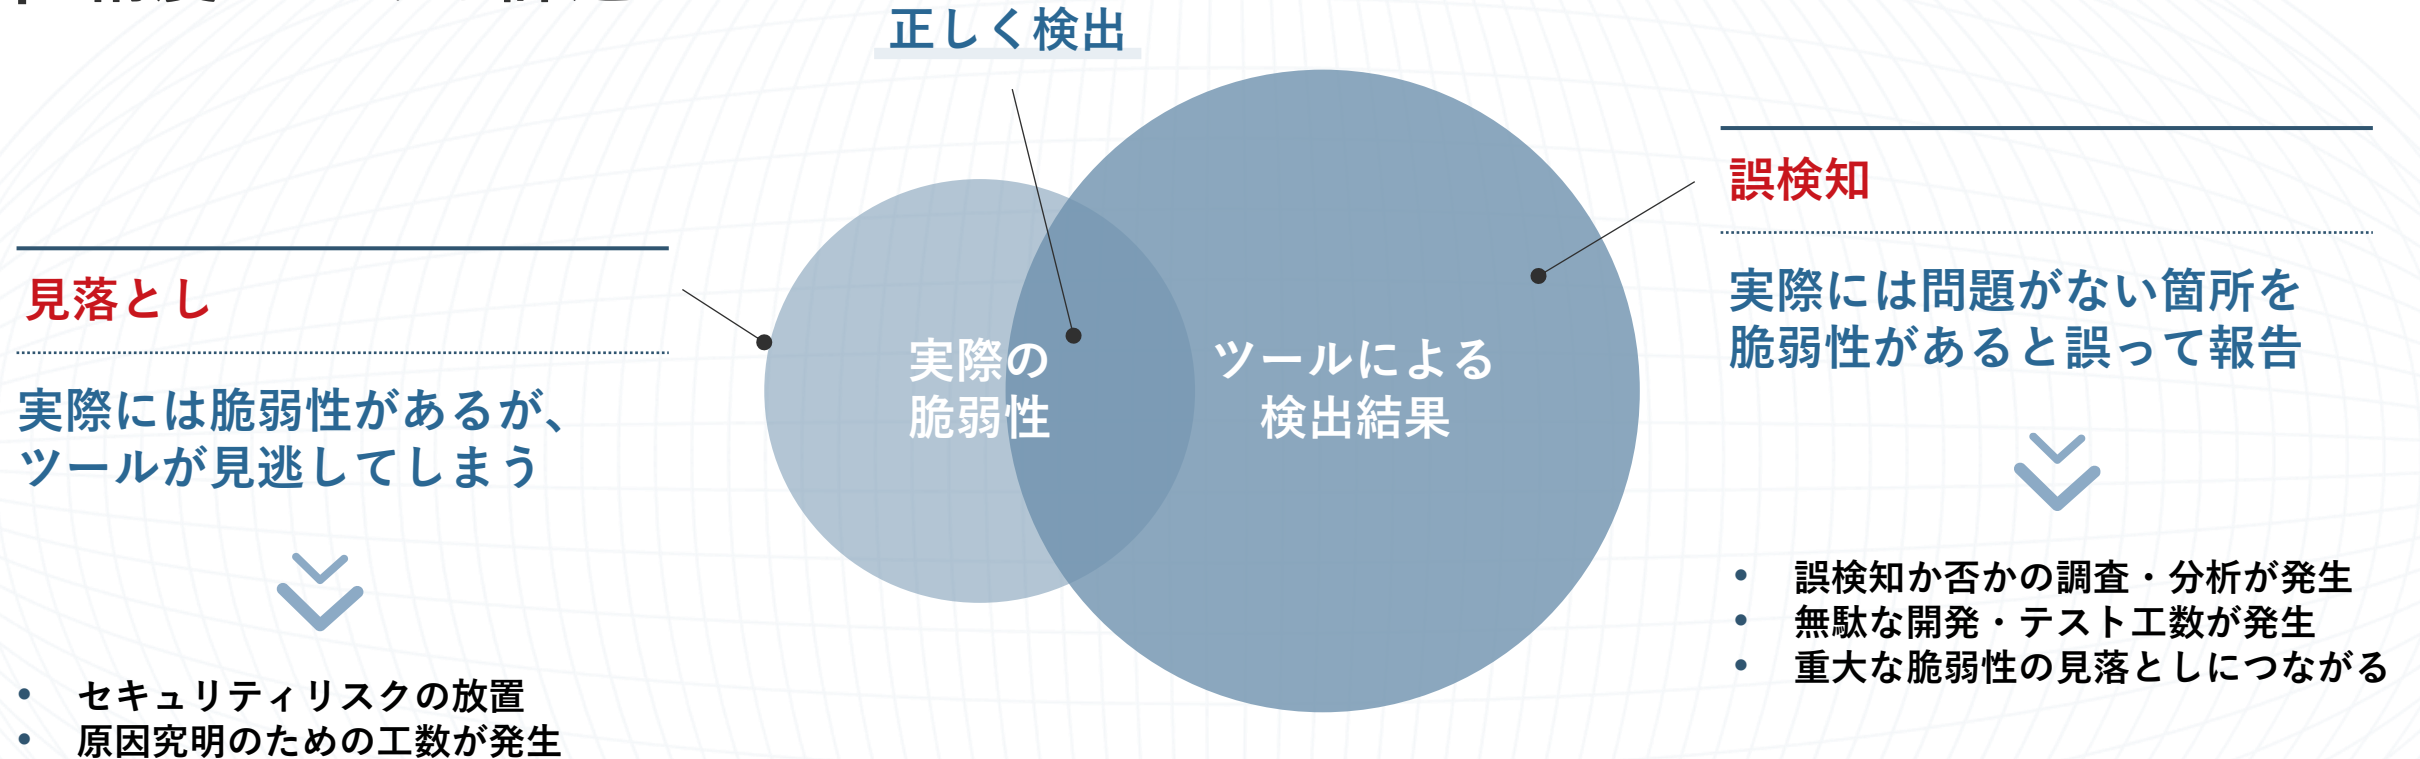 正しく検出
見落とし
実際には脆弱性があるが、
ツールが見逃してしまう
セキュリティリスクの放置
原因究明のための工数が発生
実際の
脆弱性
ツールによる
検出結果
誤検知
実際には問題がない箇所を
脆弱性があると誤って報告
誤検知か否かの調査・分析が発生
無駄な開発・テスト工数が発生
重大な脆弱性の見落としにつながる